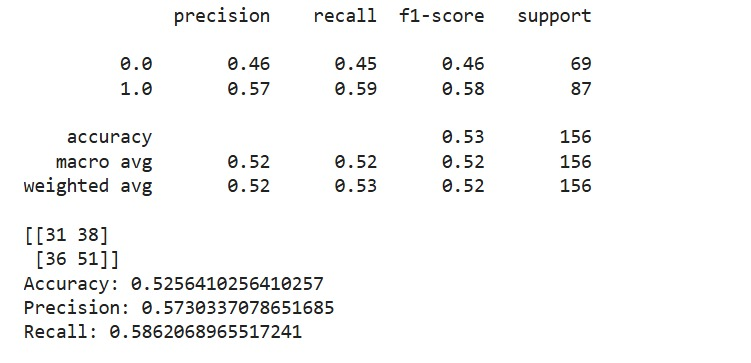 precision recall f1-score support
0.0 0.46 0.45 0.46 69
1.0 0.57 0.59 0.58 87
accuracy 0.53 156
macro avg 0.52 0.52 0.52 156
weighted avg 0.52 0.53 0.52 156
[[31 38]
[36 51]]
Accuracy: 0.5256410256410257
Precision: 0.5730337078651685
Recall: 0.5862068965517241